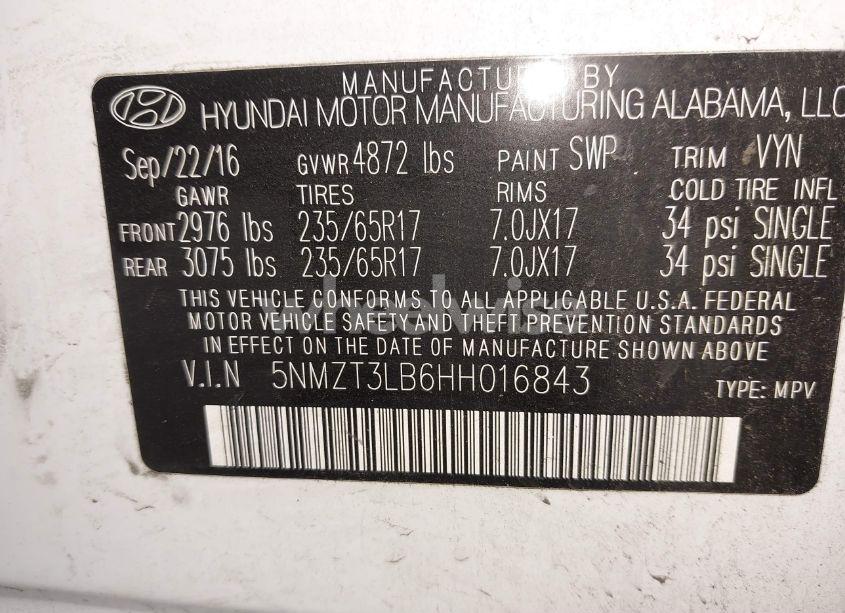 MANUFACTURED BY
HYUNDAI MOTOR MANUFACTURING ALABAMA, LLC
Sep/22/16 GVWR 4872 lbs PAINT SWP TRIM VYN
GAWR TIRES RIMS COLD TIRE INFL
FRONT 2976 lbs 235/65R17 7.0JX17 34 psi SINGLE
REAR 3075 lbs 235/65R17 7.0JX17 34 psi SINGLE
THIS VEHICLE CONFORMS TO ALL APPLICABLE U.S.A. FEDERAL
MOTOR VEHICLE SAFETY AND THEFT PREVENTION STANDARDS
IN EFFECT ON THE DATE OF MANUFACTURE SHOWN ABOVE
V.I.N 5NMZT3LB6HH016843 TYPE: MPV
wheelwise